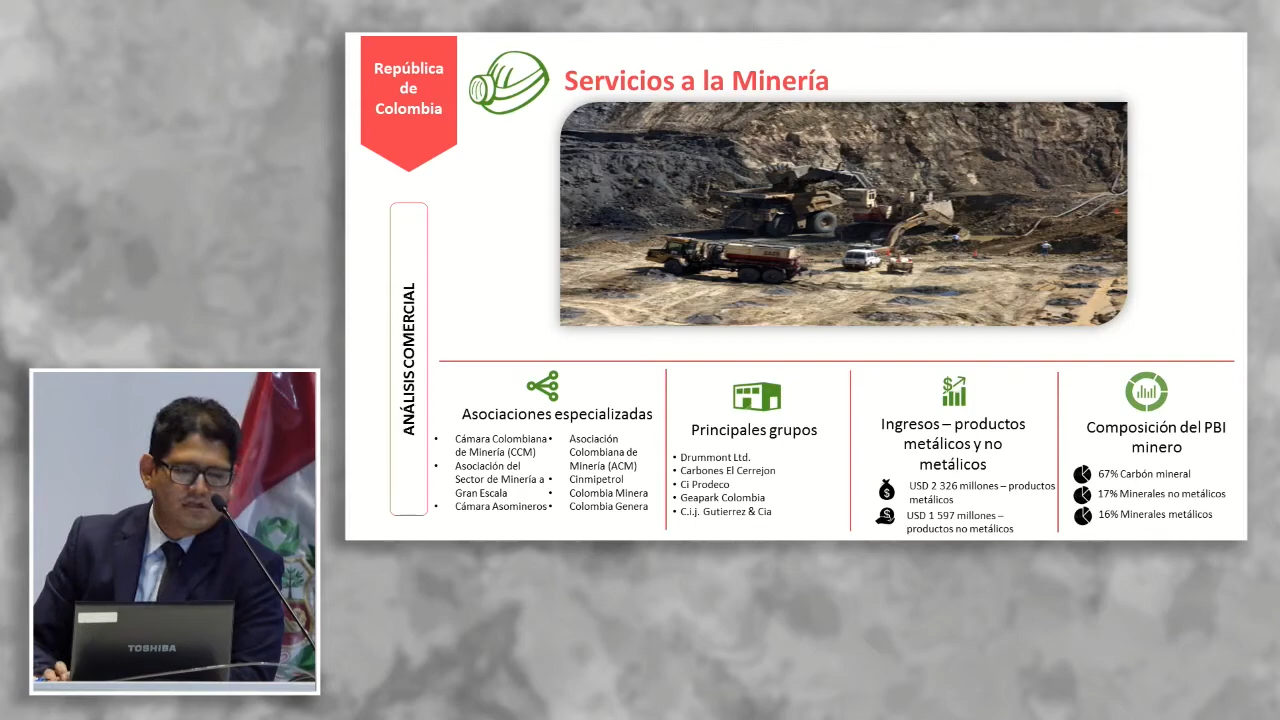 República
de
Colombia
Servicios a la Minería
ANÁLISIS COMERCIAL
Asociaciones especializadas
• Cámara Colombiana de Minería (CCM)
• Asociación del Sector de Minería a Gran Escala
• Cámara Asomineros
• Asociación Colombiana de Minería (ACM)
• Cinmipetrol
• Colombia Minera
• Colombia Genera
Principales grupos
• Drummont Ltd.
• Carbones El Cerrejon
• Ci Prodeco
• Geapark Colombia
• C.i.j. Gutierrez & Cia
Ingresos – productos
metálicos y no
metálicos
USD 2 326 millones – productos
metálicos
USD 1 597 millones –
productos no metálicos
Composición del PBI
minero
67% Carbón mineral
17% Minerales no metálicos
16% Minerales metálicos
TOSHIBA